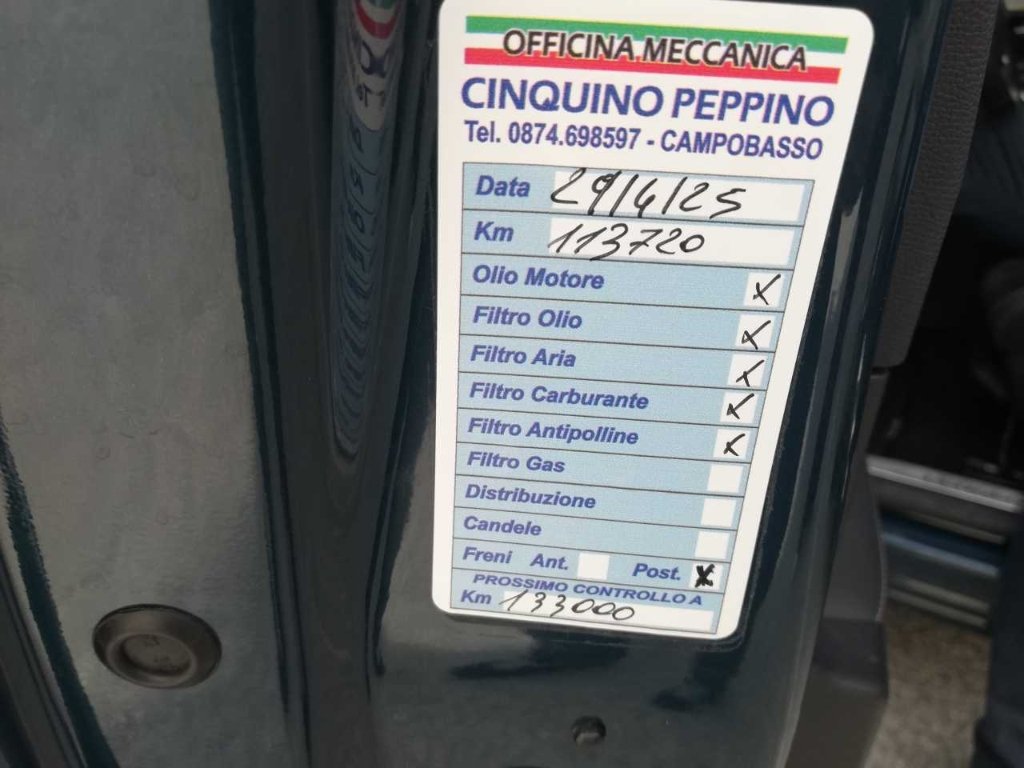 OFFICINA MECCANICA
CINQUINO PEPPINO
Tel. 0874.698597 - CAMPOBASSO
Data 29/4/25
Km 113720
Olio Motore X
Filtro Olio X
Filtro Aria X
Filtro Carburante X
Filtro Antipolline X
Filtro Gas
Distribuzione
Candele
Freni Ant. Post. X
PROSSIMO CONTROLLO A
Km 133000